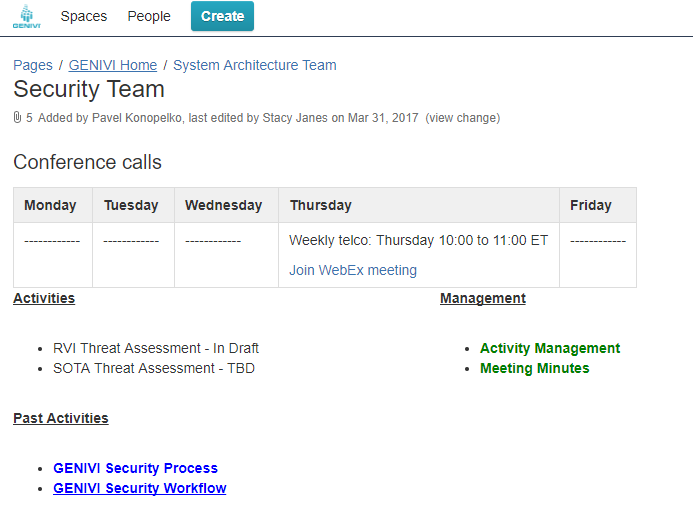 GENIVI Spaces People Create
Pages / GENIVI Home / System Architecture Team
Security Team
5 Added by Pavel Konopelko, last edited by Stacy Janes on Mar 31, 2017 (view change)
Conference calls
Monday Tuesday Wednesday Thursday Friday
------------ ------------ ------------ Weekly telco: Thursday 10:00 to 11:00 ET ------------
Join WebEx meeting
Activities Management
• RVI Threat Assessment - In Draft • Activity Management
• SOTA Threat Assessment - TBD • Meeting Minutes
Past Activities
• GENIVI Security Process
• GENIVI Security Workflow